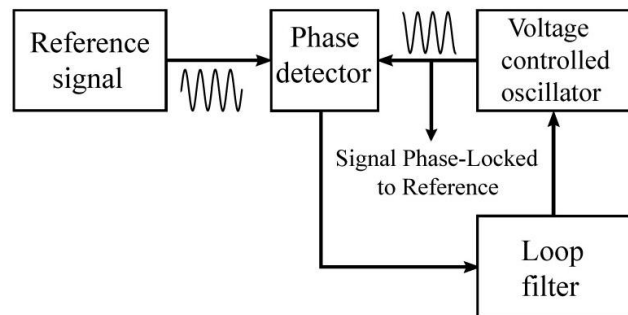 Reference
signal
Phase
detector
Voltage
controlled
oscillator
Signal Phase-Locked
to Reference
Loop
filter